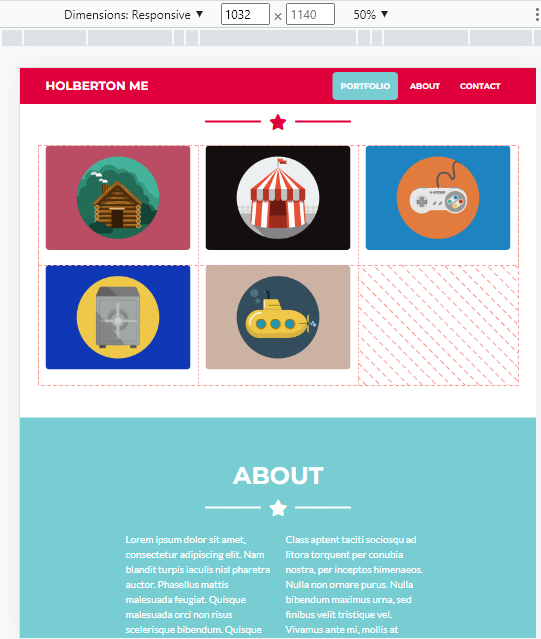 Dimensions: Responsive ▼ 1032 × 1140 50% ▼
HOLBERTON ME PORTFOLIO ABOUT CONTACT
ABOUT
Lorem ipsum dolor sit amet,
consectetur adipiscing elit. Nam
blandit turpis iaculis nisl pharetra
auctor. Phasellus mattis
malesuada feugiat. Quisque
malesuada orci non risus
scelerisque bibendum. Quisque
Class aptent taciti sociosqu ad
litora torquent per conubia
nostra, per inceptos himenaeos.
Nulla non ornare purus. Nulla
bibendum maximus urna, sed
finibus velit tristique vel.
Vivamus ante mi, mollis at